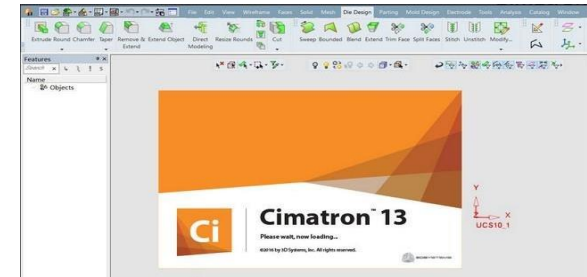 File Edit View Wireframe Faces Solid Mesh Die Design Parting Mold Design Electrode Tools Analysis Catalog Window
Extrude Round Chamfer Taper Remove & Extend Extend Object Direct Modeling Resize Rounds Cut Sweep Bounded Blend Extend Trim Face Split Faces Stitch Unstitch Modify...
Features
Search
Name
Objects
Ci
Cimatron™ 13
Please wait, now loading...
©2016 by 3D Systems, Inc. All rights reserved.
Y
X
UCS10_1